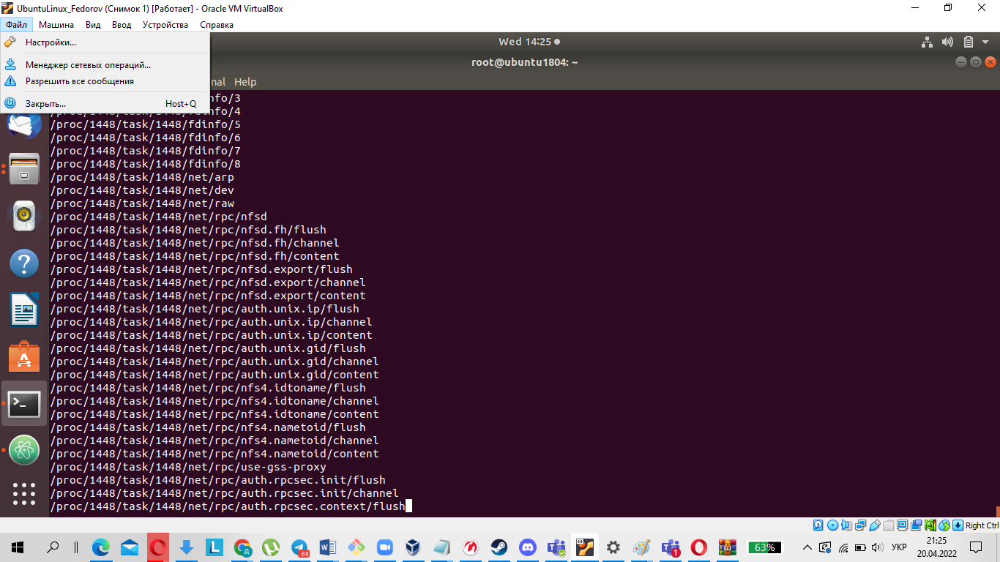 UbuntuLinux_Fedorov (Снимок 1) [Работает] - Oracle VM VirtualBox
Файл Машина Вид Ввод Устройства Справка
Настройки...
Менеджер сетевых операций...
Разрешить все сообщения
Закрыть... Host+Q
Wed 14:25
root@ubuntu1804: ~
nal Help
nfo/3
/4
/proc/1448/task/1448/fdinfo/5
/proc/1448/task/1448/fdinfo/6
/proc/1448/task/1448/fdinfo/7
/proc/1448/task/1448/fdinfo/8
/proc/1448/task/1448/net/arp
/proc/1448/task/1448/net/dev
/proc/1448/task/1448/net/raw
/proc/1448/task/1448/net/rpc/nfsd
/proc/1448/task/1448/net/rpc/nfsd.fh/flush
/proc/1448/task/1448/net/rpc/nfsd.fh/channel
/proc/1448/task/1448/net/rpc/nfsd.fh/content
/proc/1448/task/1448/net/rpc/nfsd.export/flush
/proc/1448/task/1448/net/rpc/nfsd.export/channel
/proc/1448/task/1448/net/rpc/nfsd.export/content
/proc/1448/task/1448/net/rpc/auth.unix.ip/flush
/proc/1448/task/1448/net/rpc/auth.unix.ip/channel
/proc/1448/task/1448/net/rpc/auth.unix.ip/content
/proc/1448/task/1448/net/rpc/auth.unix.gid/flush
/proc/1448/task/1448/net/rpc/auth.unix.gid/channel
/proc/1448/task/1448/net/rpc/auth.unix.gid/content
/proc/1448/task/1448/net/rpc/nfs4.idtoname/flush
/proc/1448/task/1448/net/rpc/nfs4.idtoname/channel
/proc/1448/task/1448/net/rpc/nfs4.idtoname/content
/proc/1448/task/1448/net/rpc/nfs4.nametoid/flush
/proc/1448/task/1448/net/rpc/nfs4.nametoid/channel
/proc/1448/task/1448/net/rpc/nfs4.nametoid/content
/proc/1448/task/1448/net/rpc/use-gss-proxy
/proc/1448/task/1448/net/rpc/auth.rpcsec.init/flush
/proc/1448/task/1448/net/rpc/auth.rpcsec.init/channel
/proc/1448/task/1448/net/rpc/auth.rpcsec.context/flush
Right Ctrl
63%
УКР
21:25
20.04.2022